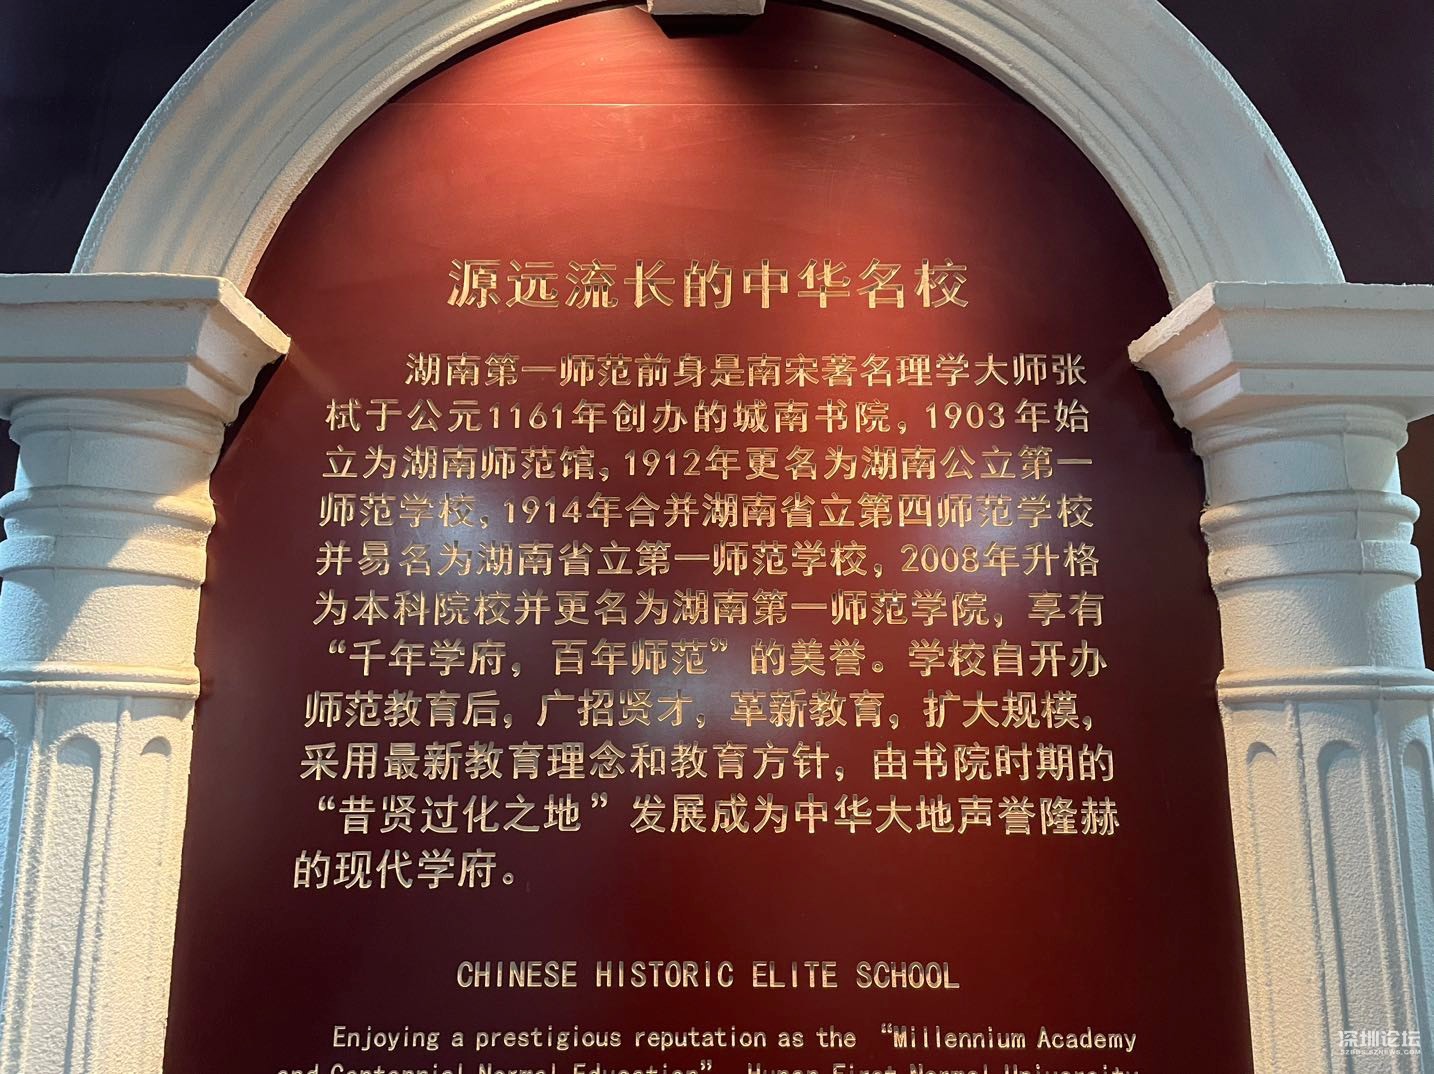 源远流长的中华名校
湖南第一师范前身是南宋著名理学大师张
栻于公元1161年创办的城南书院，1903年始
立为湖南师范馆，1912年更名为湖南公立第一
师范学校，1914年合并湖南省立第四师范学校
并易名为湖南省立第一师范学校，2008年升格
为本科院校并更名为湖南第一师范学院，享有
“千年学府，百年师范”的美誉。学校自开办
师范教育后，广招贤才，革新教育，扩大规模，
采用最新教育理念和教育方针，由书院时期的
“昔贤过化之地”发展成为中华大地声誉隆赫
的现代学府。
CHINESE HISTORIC ELITE SCHOOL
Enjoying a prestigious reputation as the “Millennium Academy
and Centennial Normal Education”, Hunan First Normal University
深圳论坛